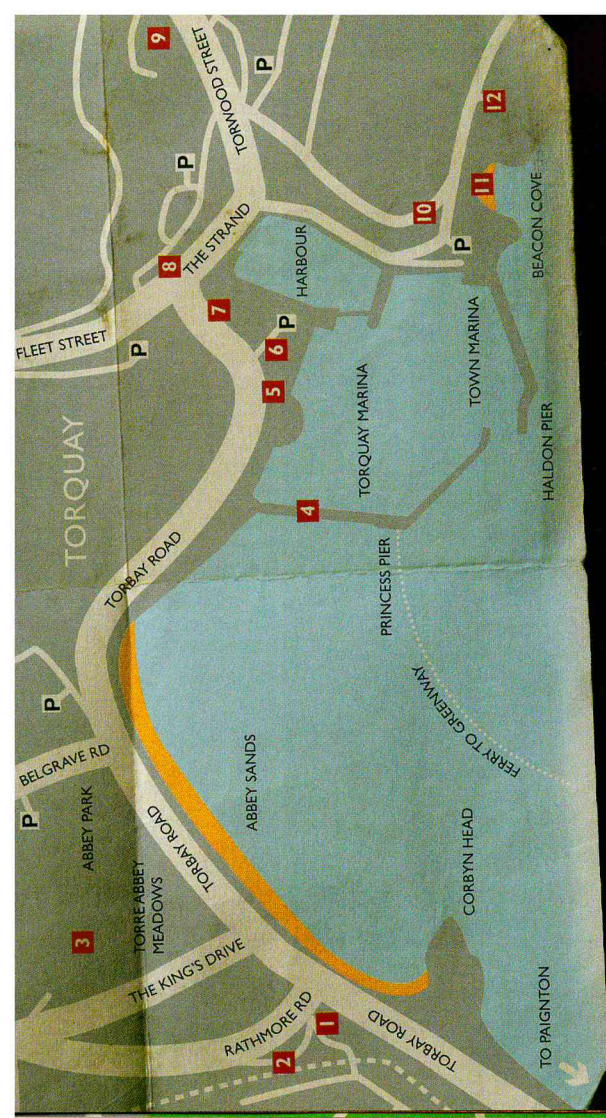 9
TORWOOD STREET
P
P
12
11
10
P
BEACON COVE
8
THE STRAND
HARBOUR
7
FLEET STREET
P
6
P
5
TORQUAY
TORQUAY MARINA
TOWN MARINA
HALDON PIER
4
PRINCESS PIER
TORBAY ROAD
FERRY TO GREENWAY
P
BELGRAVE RD
P
ABBEY PARK
ABBEY SANDS
TORBAY ROAD
TORRE ABBEY
MEADOWS
3
THE KING'S DRIVE
CORBYN HEAD
RATHMORE RD
1
2
TORBAY ROAD
TO PAIGNTON